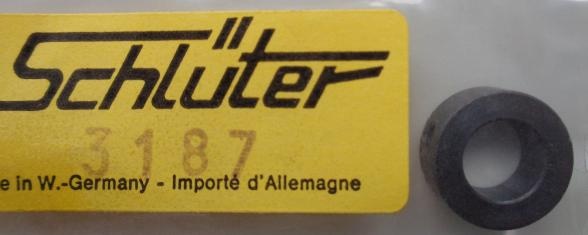 Schlüter
3187
e in W.-Germany - Importé d'Allemagne